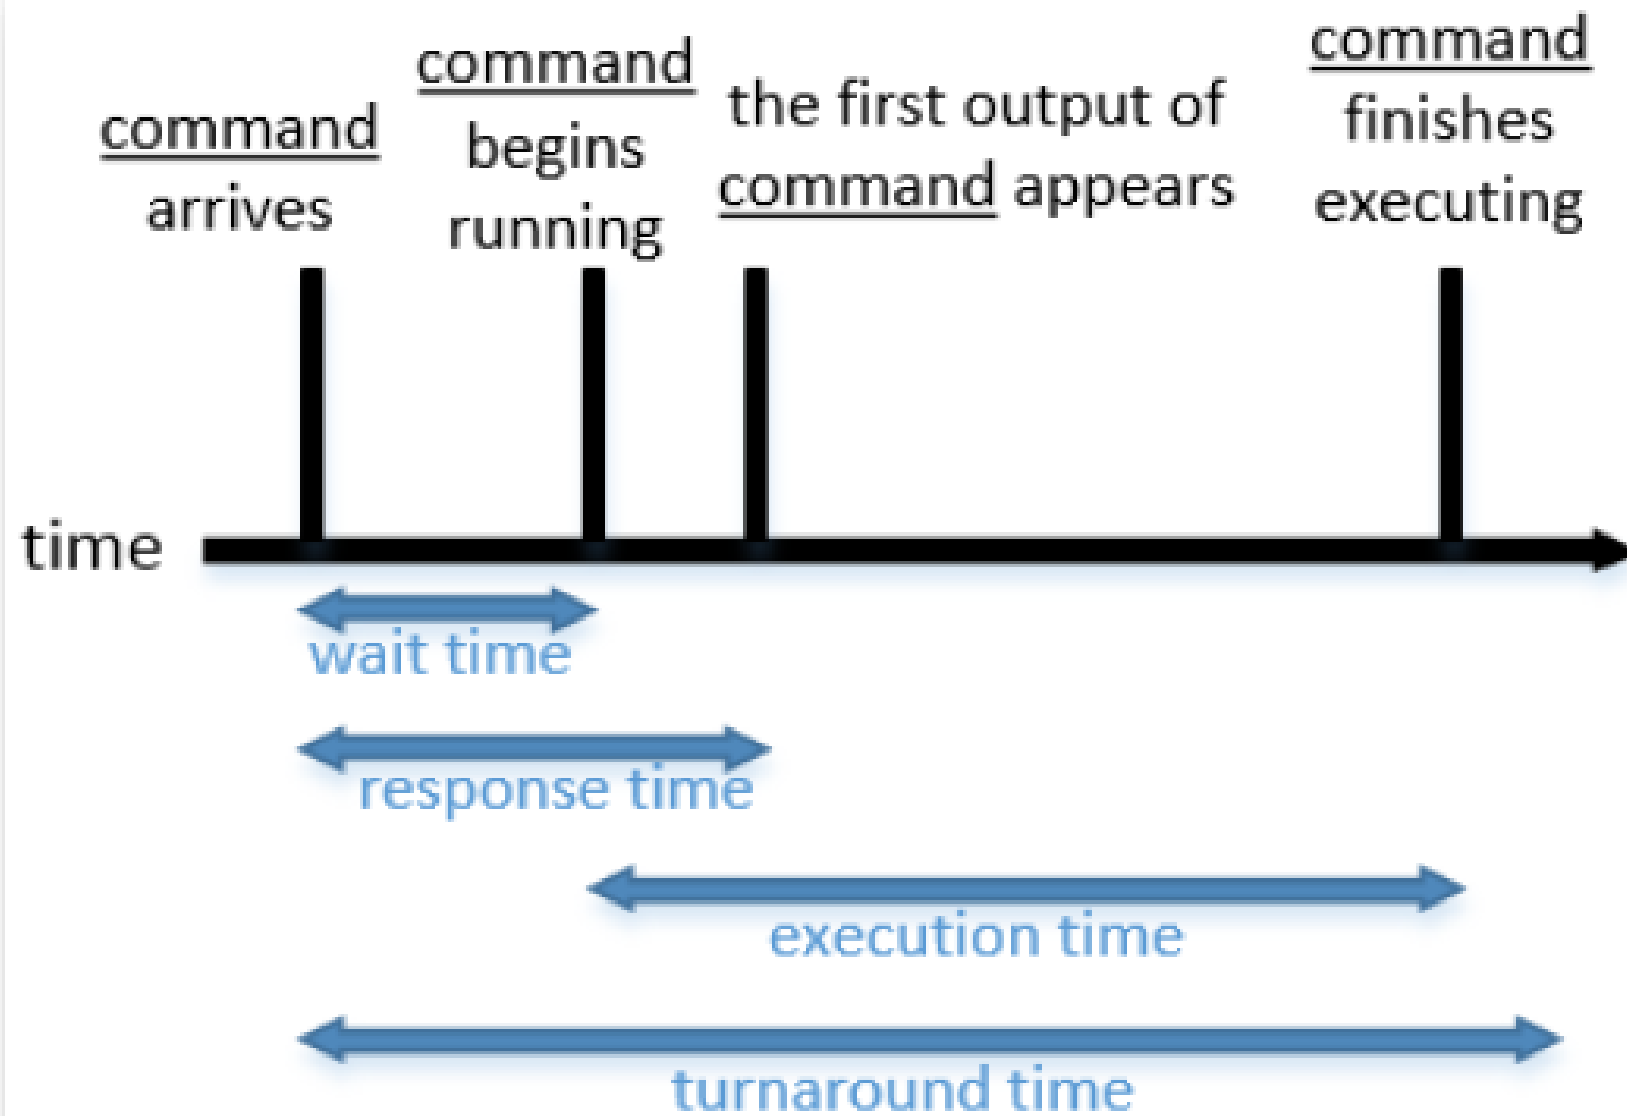 command
arrives
command
begins
running
the first output of
command appears
command
finishes
executing
time
wait time
response time
execution time
turnaround time